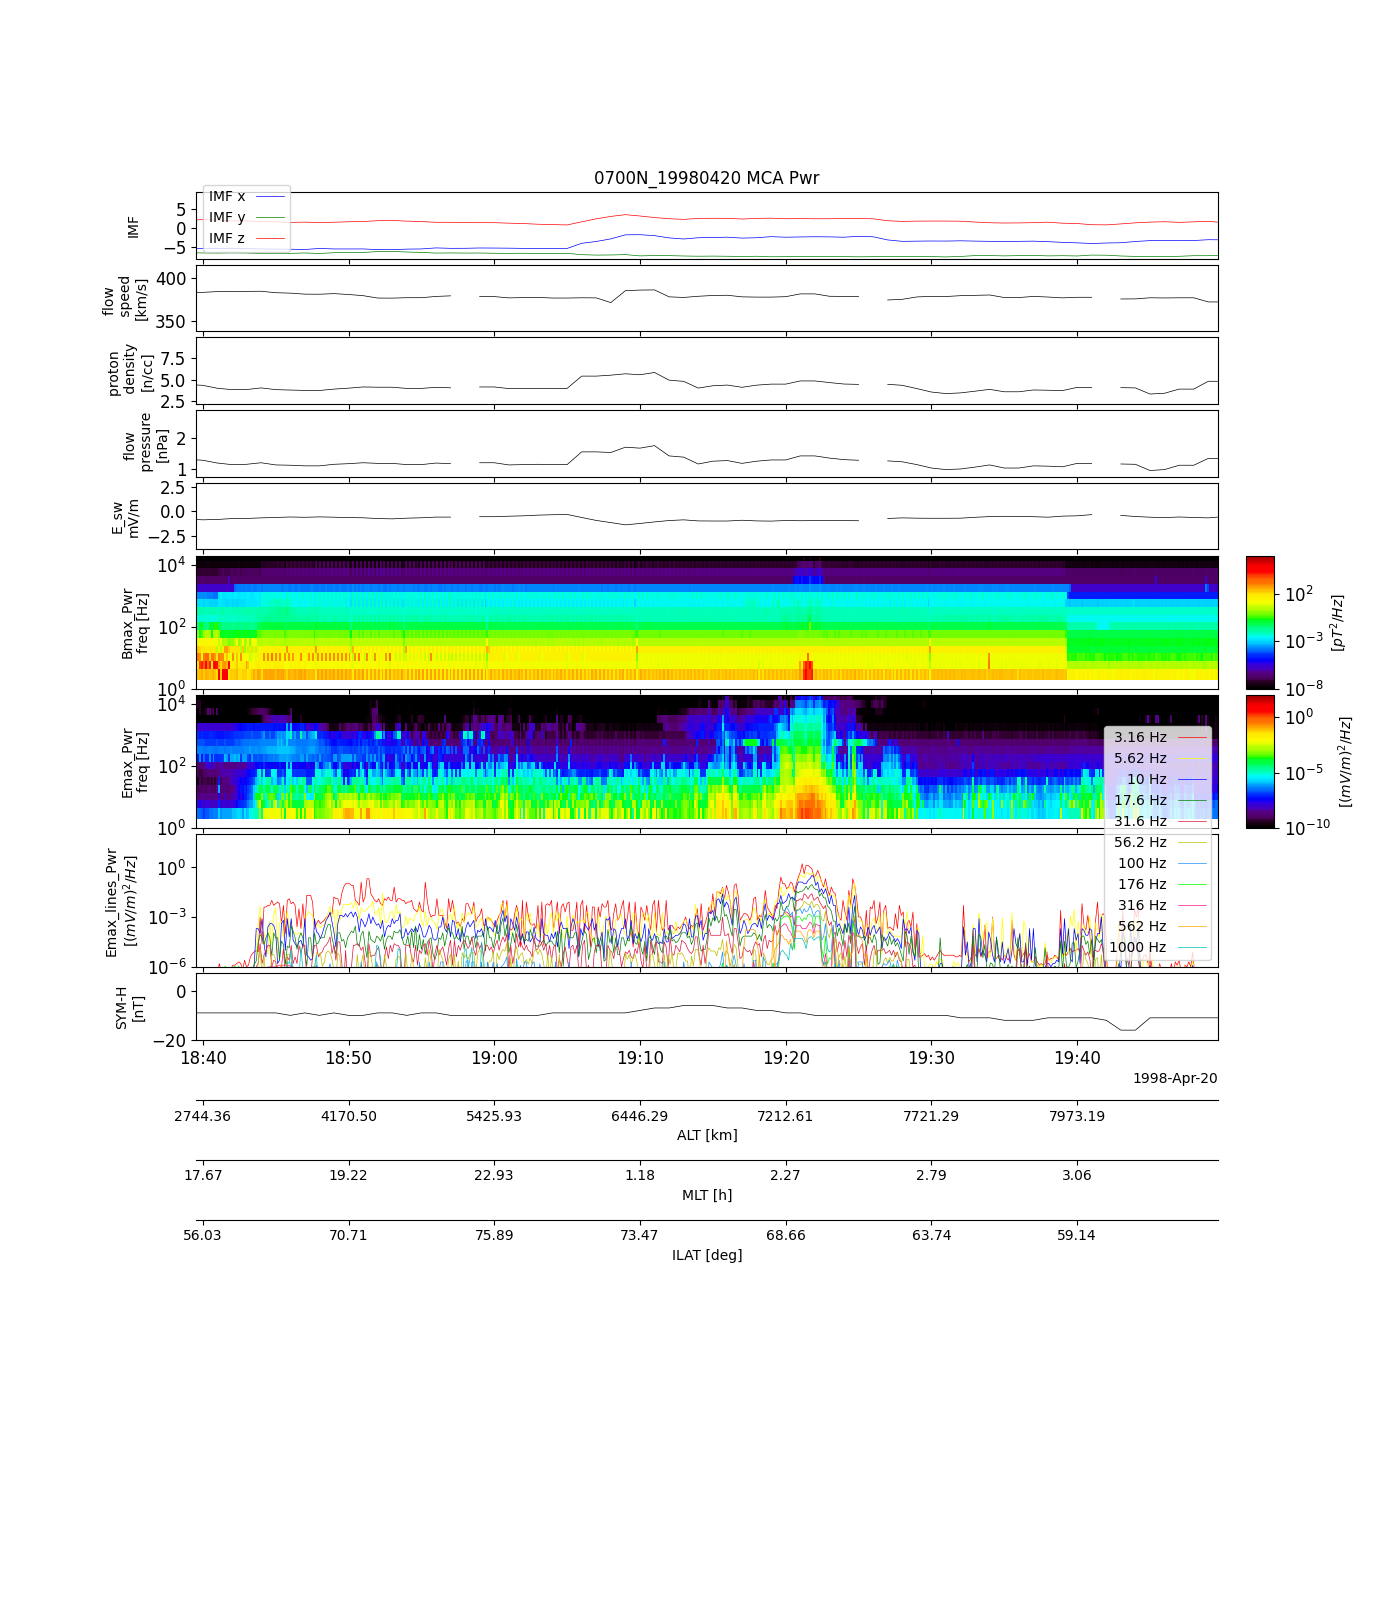 0700N_19980420 MCA Pwr
IMF
5
0
−5
IMF x
IMF y
IMF z
flow
speed
[km/s]
400
350
proton
density
[n/cc]
7.5
5.0
2.5
flow
pressure
[nPa]
2
1
E_sw
mV/m
2.5
0.0
−2.5
Bmax_Pwr
freq [Hz]
10^4
10^2
10^0
10^2
10^−3
10^−8
[pT^2/Hz]
Emax_Pwr
freq [Hz]
10^4
10^2
10^0
10^0
10^−5
10^−10
[(mV/m)^2/Hz]
3.16 Hz
5.62 Hz
10 Hz
17.6 Hz
31.6 Hz
56.2 Hz
100 Hz
176 Hz
316 Hz
562 Hz
1000 Hz
Emax_lines_Pwr
[(mV/m)^2/Hz]
10^0
10^−3
10^−6
SYM-H
[nT]
0
−20
18:40 18:50 19:00 19:10 19:20 19:30 19:40
1998-Apr-20
2744.36 4170.50 5425.93 6446.29 7212.61 7721.29 7973.19
ALT [km]
17.67 19.22 22.93 1.18 2.27 2.79 3.06
MLT [h]
56.03 70.71 75.89 73.47 68.66 63.74 59.14
ILAT [deg]